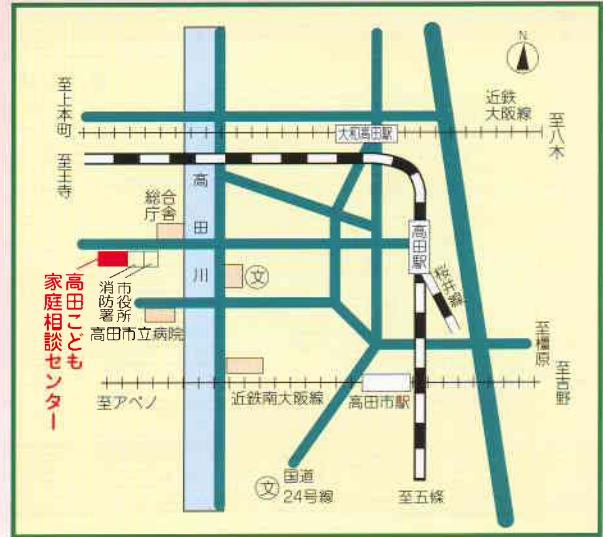 N
近鉄
大阪線
至上本町
大和高田駅
至八木
至王寺
総合
庁舎
高田川
高田駅
桜井線
文
市役所
消防署
高田市立病院
高田こども
家庭相談センター
至橿原
至吉野
至アベノ
近鉄南大阪線
高田市駅
文
国道
24号線
至五條